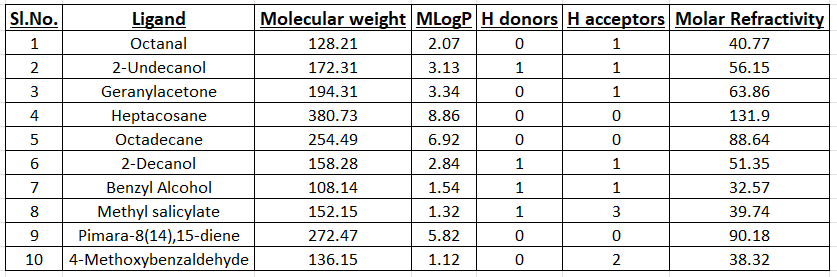 Sl.No. Ligand Molecular weight MLogP H donors H acceptors Molar Refractivity
1 Octanal 128.21 2.07 0 1 40.77
2 2-Undecanol 172.31 3.13 1 1 56.15
3 Geranylacetone 194.31 3.34 0 1 63.86
4 Heptacosane 380.73 8.86 0 0 131.9
5 Octadecane 254.49 6.92 0 0 88.64
6 2-Decanol 158.28 2.84 1 1 51.35
7 Benzyl Alcohol 108.14 1.54 1 1 32.57
8 Methyl salicylate 152.15 1.32 1 3 39.74
9 Pimara-8(14),15-diene 272.47 5.82 0 0 90.18
10 4-Methoxybenzaldehyde 136.15 1.12 0 2 38.32